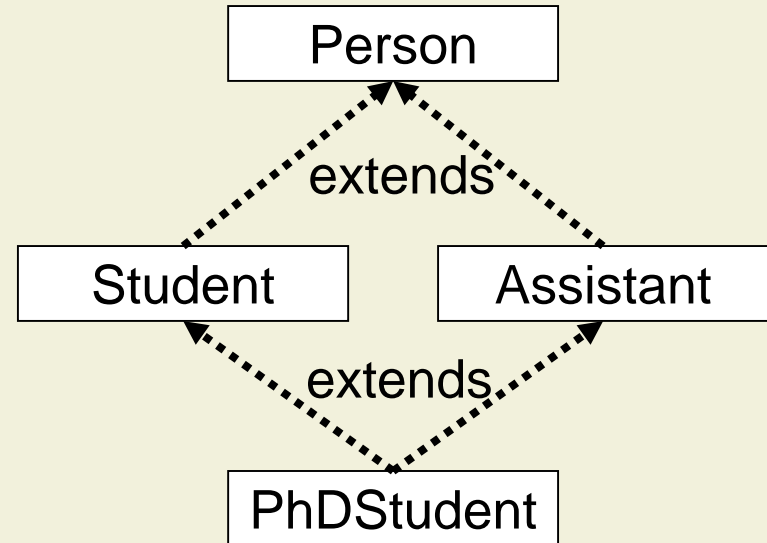 Person
extends
Student
Assistant
extends
PhDStudent